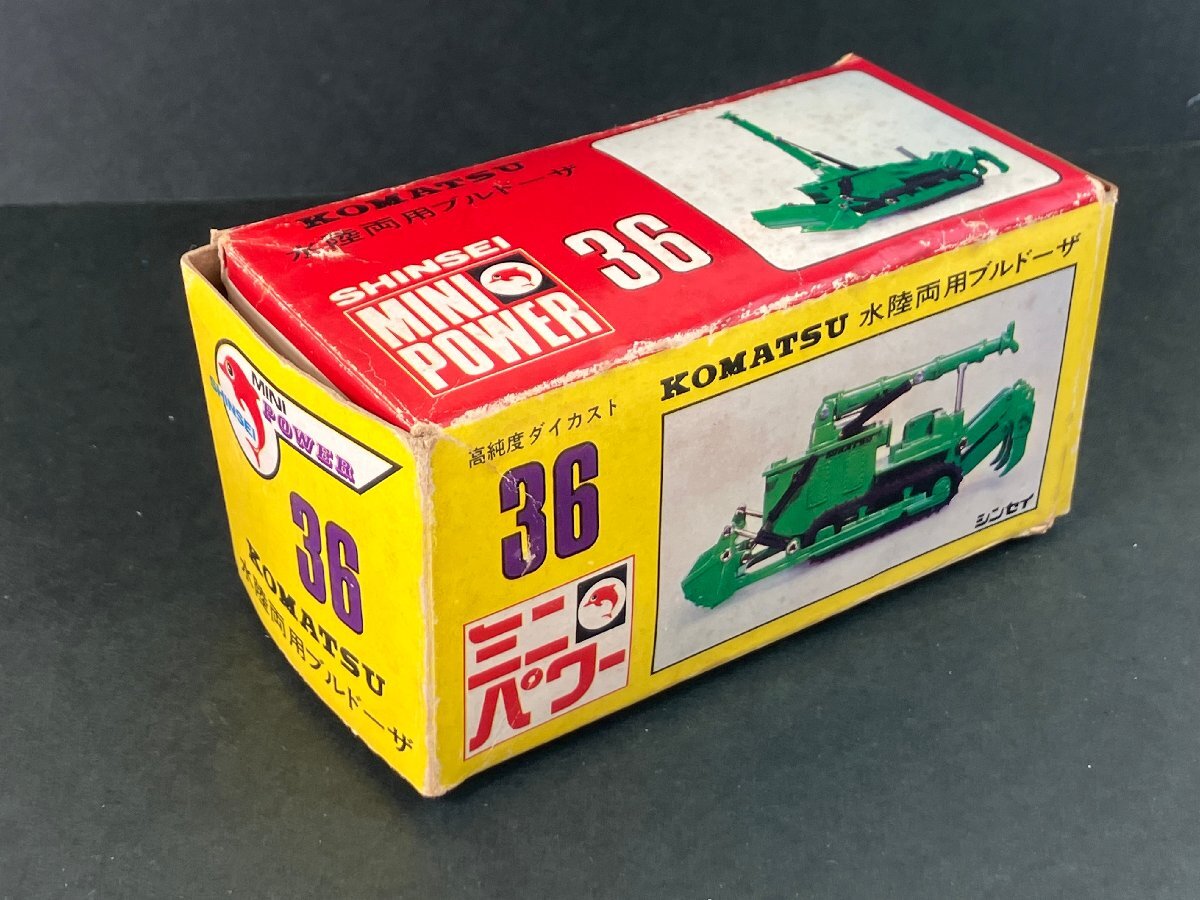 KOMATSU
水陸両用ブルドーザ
SHINSEI
MINI
POWER
36
MINI
POWER
SHINSEI
36
KOMATSU
水陸両用ブルドーザ
高純度ダイカスト
36
ミニ
パワー
KOMATSU 水陸両用ブルドーザ
KOMATSU
シンセイ